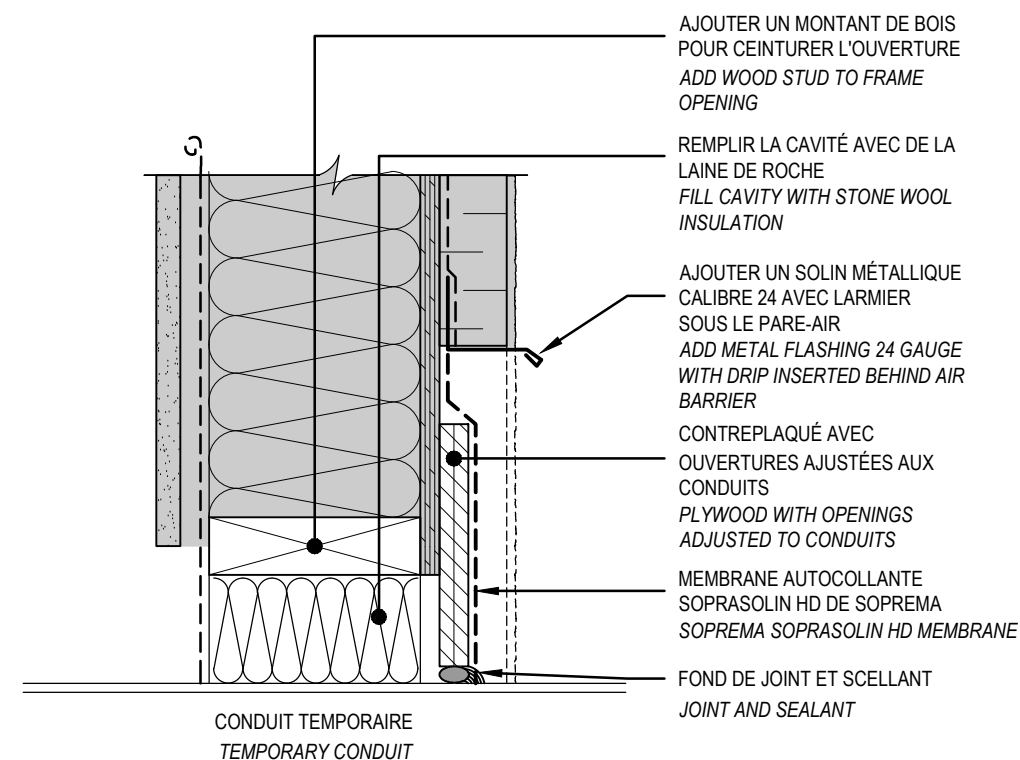 AJOUTER UN MONTANT DE BOIS
POUR CEINTURER L'OUVERTURE
ADD WOOD STUD TO FRAME
OPENING
REMPLIR LA CAVITÉ AVEC DE LA
LAINE DE ROCHE
FILL CAVITY WITH STONE WOOL
INSULATION
AJOUTER UN SOLIN MÉTALLIQUE
CALIBRE 24 AVEC LARMIER
SOUS LE PARE-AIR
ADD METAL FLASHING 24 GAUGE
WITH DRIP INSERTED BEHIND AIR
BARRIER
CONTREPLAQUÉ AVEC
OUVERTURES AJUSTÉES AUX
CONDUITS
PLYWOOD WITH OPENINGS
ADJUSTED TO CONDUITS
MEMBRANE AUTOCOLLANTE
SOPRASOLIN HD DE SOPREMA
SOPREMA SOPRASOLIN HD MEMBRANE
FOND DE JOINT ET SCELLANT
JOINT AND SEALANT
CONDUIT TEMPORAIRE
TEMPORARY CONDUIT